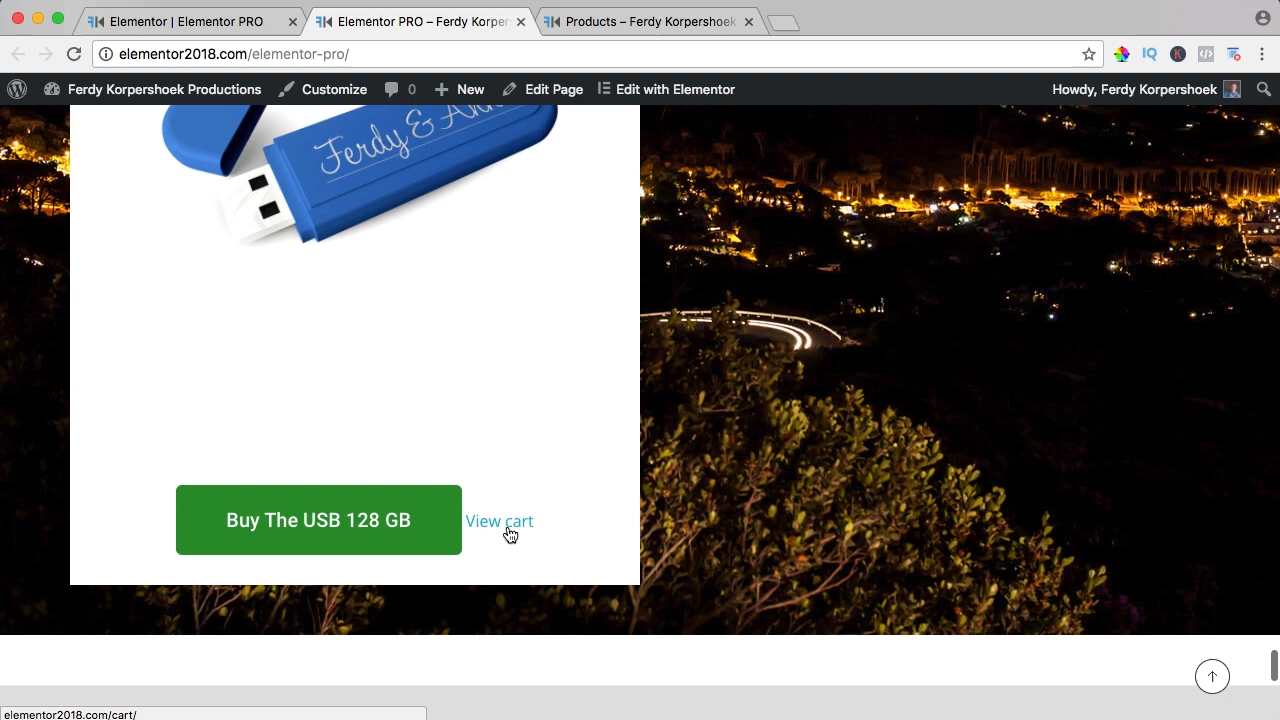 Elementor | Elementor PRO
Elementor PRO – Ferdy Korper
Products – Ferdy Korpershoek
elementor2018.com/elementor-pro/
Ferdy Korpershoek Productions
Customize
0
New
Edit Page
Edit with Elementor
Howdy, Ferdy Korpershoek
Ferdy &
Buy The USB 128 GB
View cart
elementor2018.com/cart/